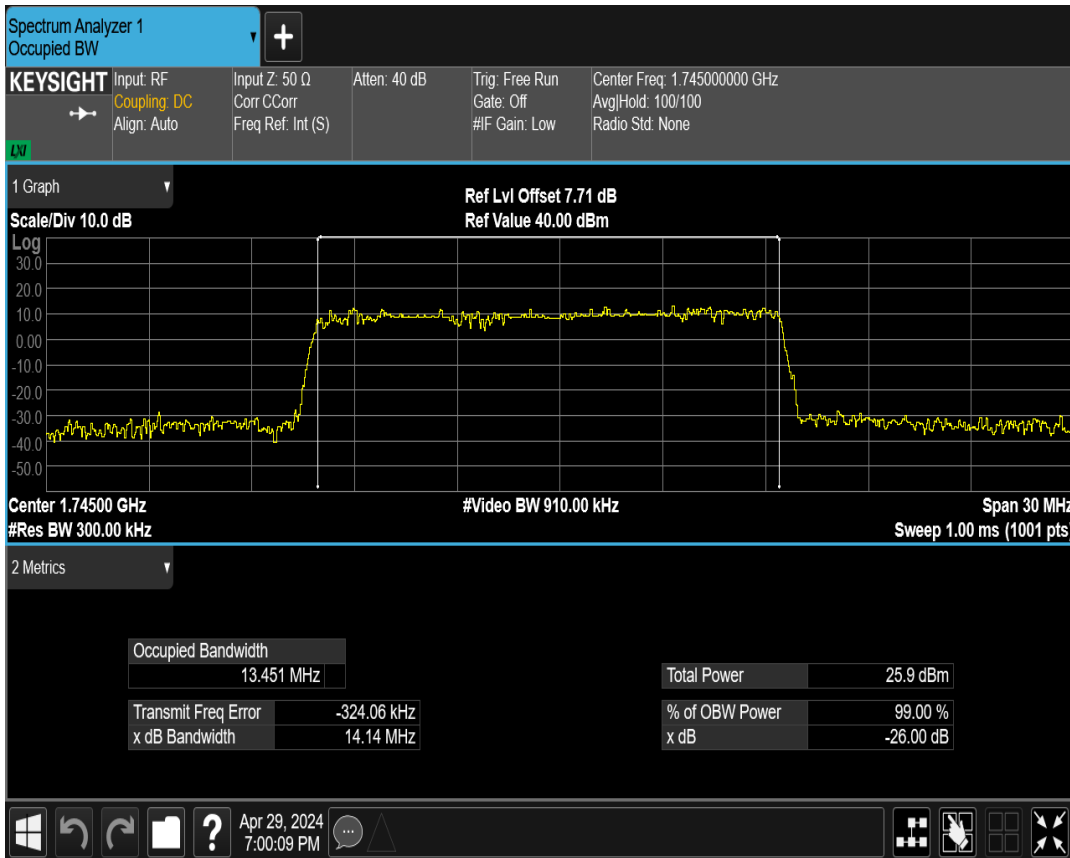 Spectrum Analyzer 1
Occupied BW
KEYSIGHT
LXI
Input: RF
Coupling: DC
Align: Auto
Input Z: 50 Ω
Corr CCorr
Freq Ref: Int (S)
Atten: 40 dB
Trig: Free Run
Gate: Off
#IF Gain: Low
Center Freq: 1.745000000 GHz
Avg|Hold: 100/100
Radio Std: None
1 Graph
Scale/Div 10.0 dB
Ref Lvl Offset 7.71 dB
Ref Value 40.00 dBm
Log
30.0
20.0
10.0
0.00
-10.0
-20.0
-30.0
-40.0
-50.0
Center 1.74500 GHz
#Video BW 910.00 kHz
Span 30 MHz
#Res BW 300.00 kHz
Sweep 1.00 ms (1001 pts)
2 Metrics
Occupied Bandwidth
13.451 MHz
Total Power 25.9 dBm
Transmit Freq Error -324.06 kHz
% of OBW Power 99.00 %
x dB Bandwidth 14.14 MHz
x dB -26.00 dB
Apr 29, 2024
7:00:09 PM